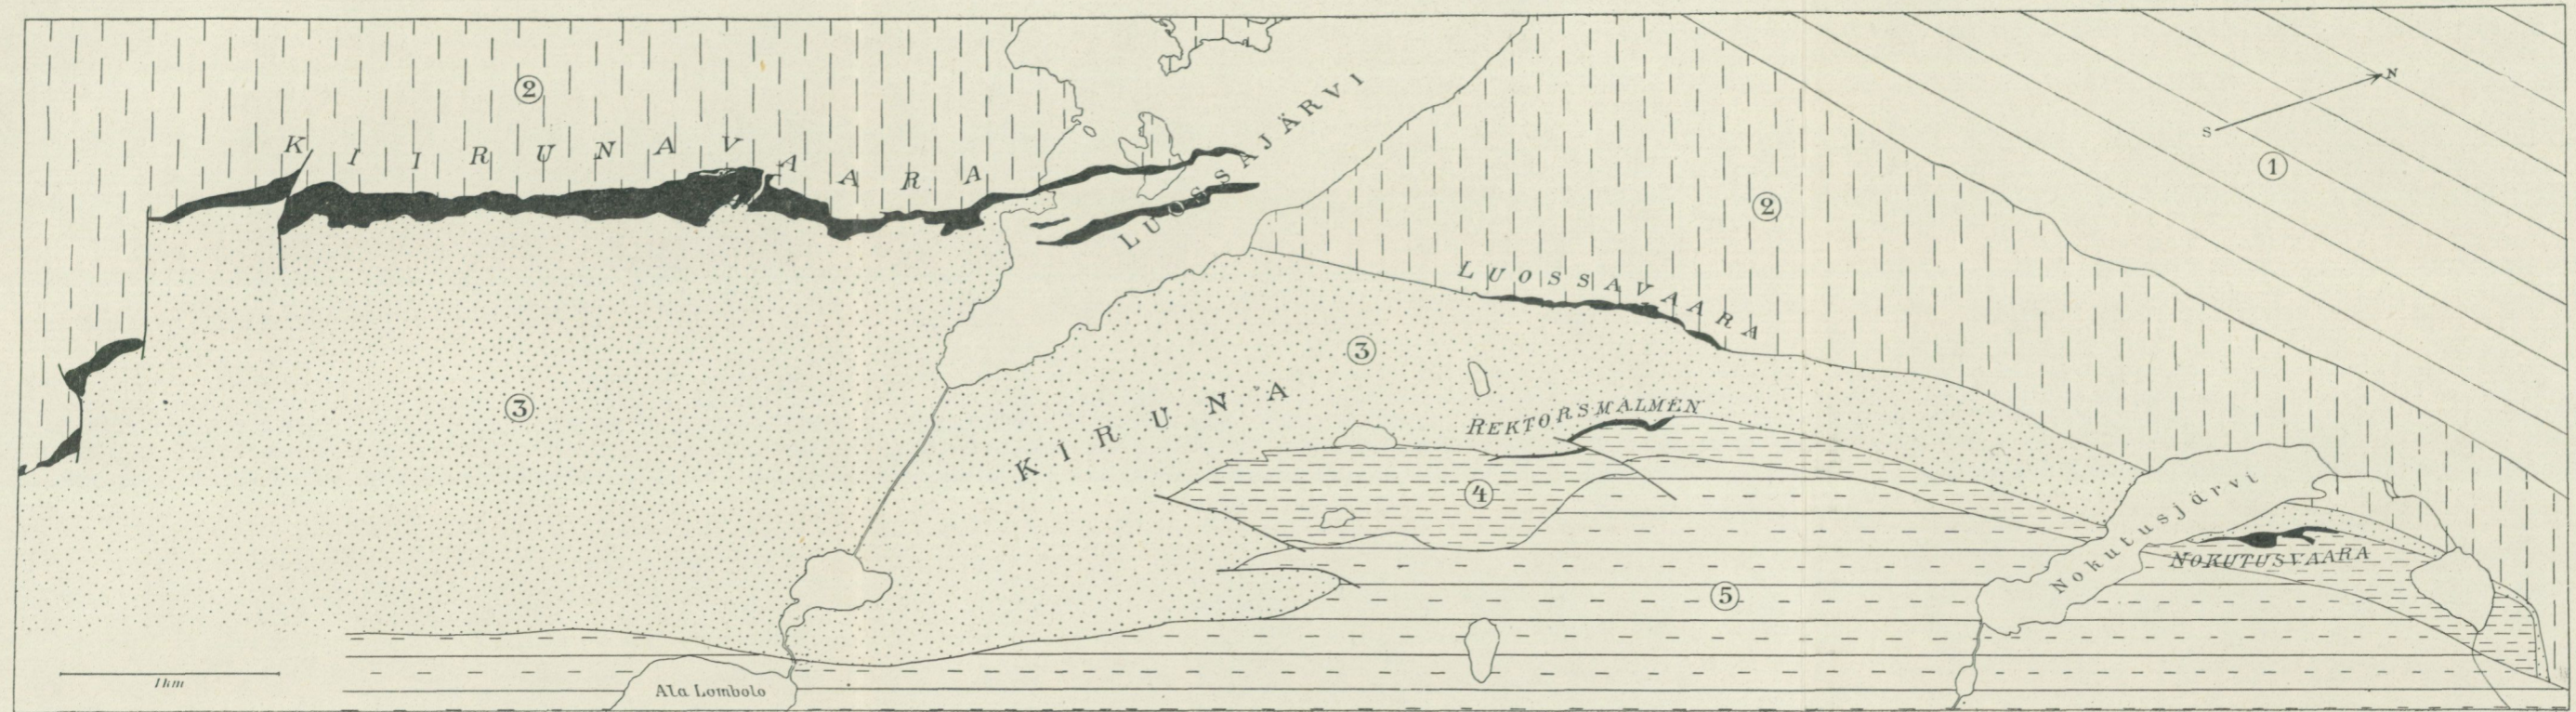 ②
N
S
①
KIIRUNAVAARA
LUOSSAJÄRVI
②
LUOSSAVAARA
③
③
KIRUNA
REKTORSMALMEN
④
Nokutusjärvi
NOKUTUSVAARA
⑤
1km
Ala Lombolo